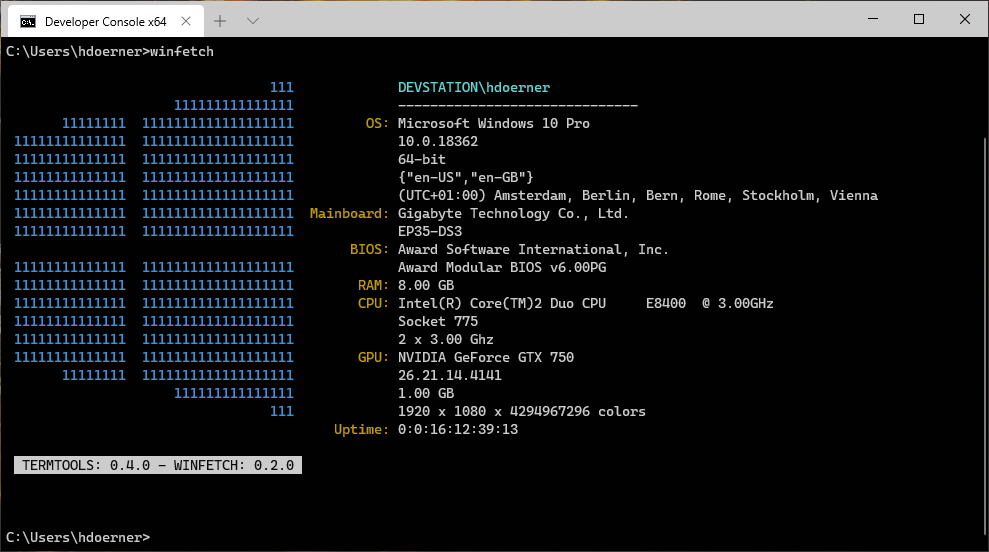 Developer Console x64
C:\Users\hdoerner>winfetch
111 DEVSTATION\hdoerner
111111111111111 ------------------------------
11111111 1111111111111111111 OS: Microsoft Windows 10 Pro
11111111111111 1111111111111111111 10.0.18362
11111111111111 1111111111111111111 64-bit
11111111111111 1111111111111111111 {"en-US","en-GB"}
11111111111111 1111111111111111111 (UTC+01:00) Amsterdam, Berlin, Bern, Rome, Stockholm, Vienna
11111111111111 1111111111111111111 Mainboard: Gigabyte Technology Co., Ltd.
11111111111111 1111111111111111111 EP35-DS3
BIOS: Award Software International, Inc.
11111111111111 1111111111111111111 Award Modular BIOS v6.00PG
11111111111111 1111111111111111111 RAM: 8.00 GB
11111111111111 1111111111111111111 CPU: Intel(R) Core(TM)2 Duo CPU     E8400  @ 3.00GHz
11111111111111 1111111111111111111 Socket 775
11111111111111 1111111111111111111 2 x 3.00 Ghz
11111111111111 1111111111111111111 GPU: NVIDIA GeForce GTX 750
11111111 1111111111111111111 26.21.14.4141
111111111111111 1.00 GB
111 1920 x 1080 x 4294967296 colors
Uptime: 0:0:16:12:39:13
TERMTOOLS: 0.4.0 - WINFETCH: 0.2.0
C:\Users\hdoerner>